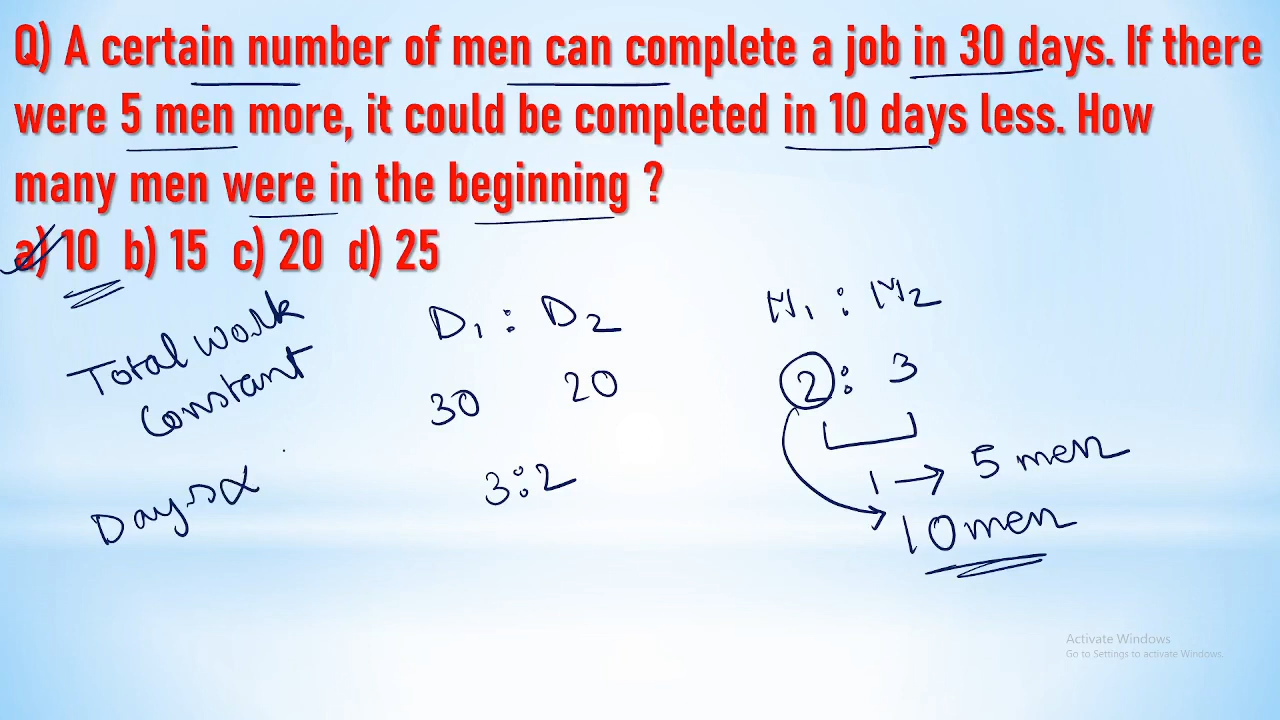 Q) A certain number of men can complete a job in 30 days. If there
were 5 men more, it could be completed in 10 days less. How
many men were in the beginning ?
a) 10 b) 15 c) 20 d) 25
Total work
Constant
Days ∝
D₁ : D₂
30 20
3:2
M₁ : M₂
2 : 3
1 → 5 men
10 men
Activate Windows
Go to Settings to activate Windows.